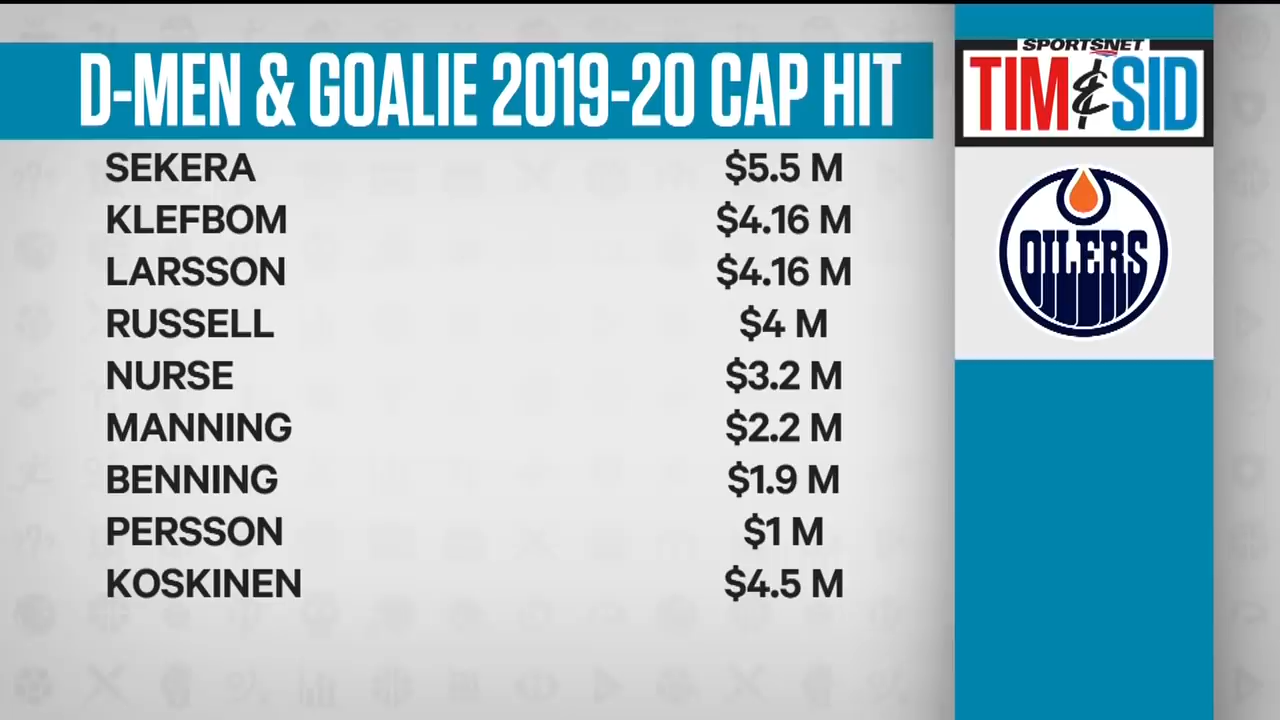 D-MEN & GOALIE 2019-20 CAP HIT
SEKERA $5.5 M
KLEFBOM $4.16 M
LARSSON $4.16 M
RUSSELL $4 M
NURSE $3.2 M
MANNING $2.2 M
BENNING $1.9 M
PERSSON $1 M
KOSKINEN $4.5 M
SPORTSNET
TIM & SID
OILERS